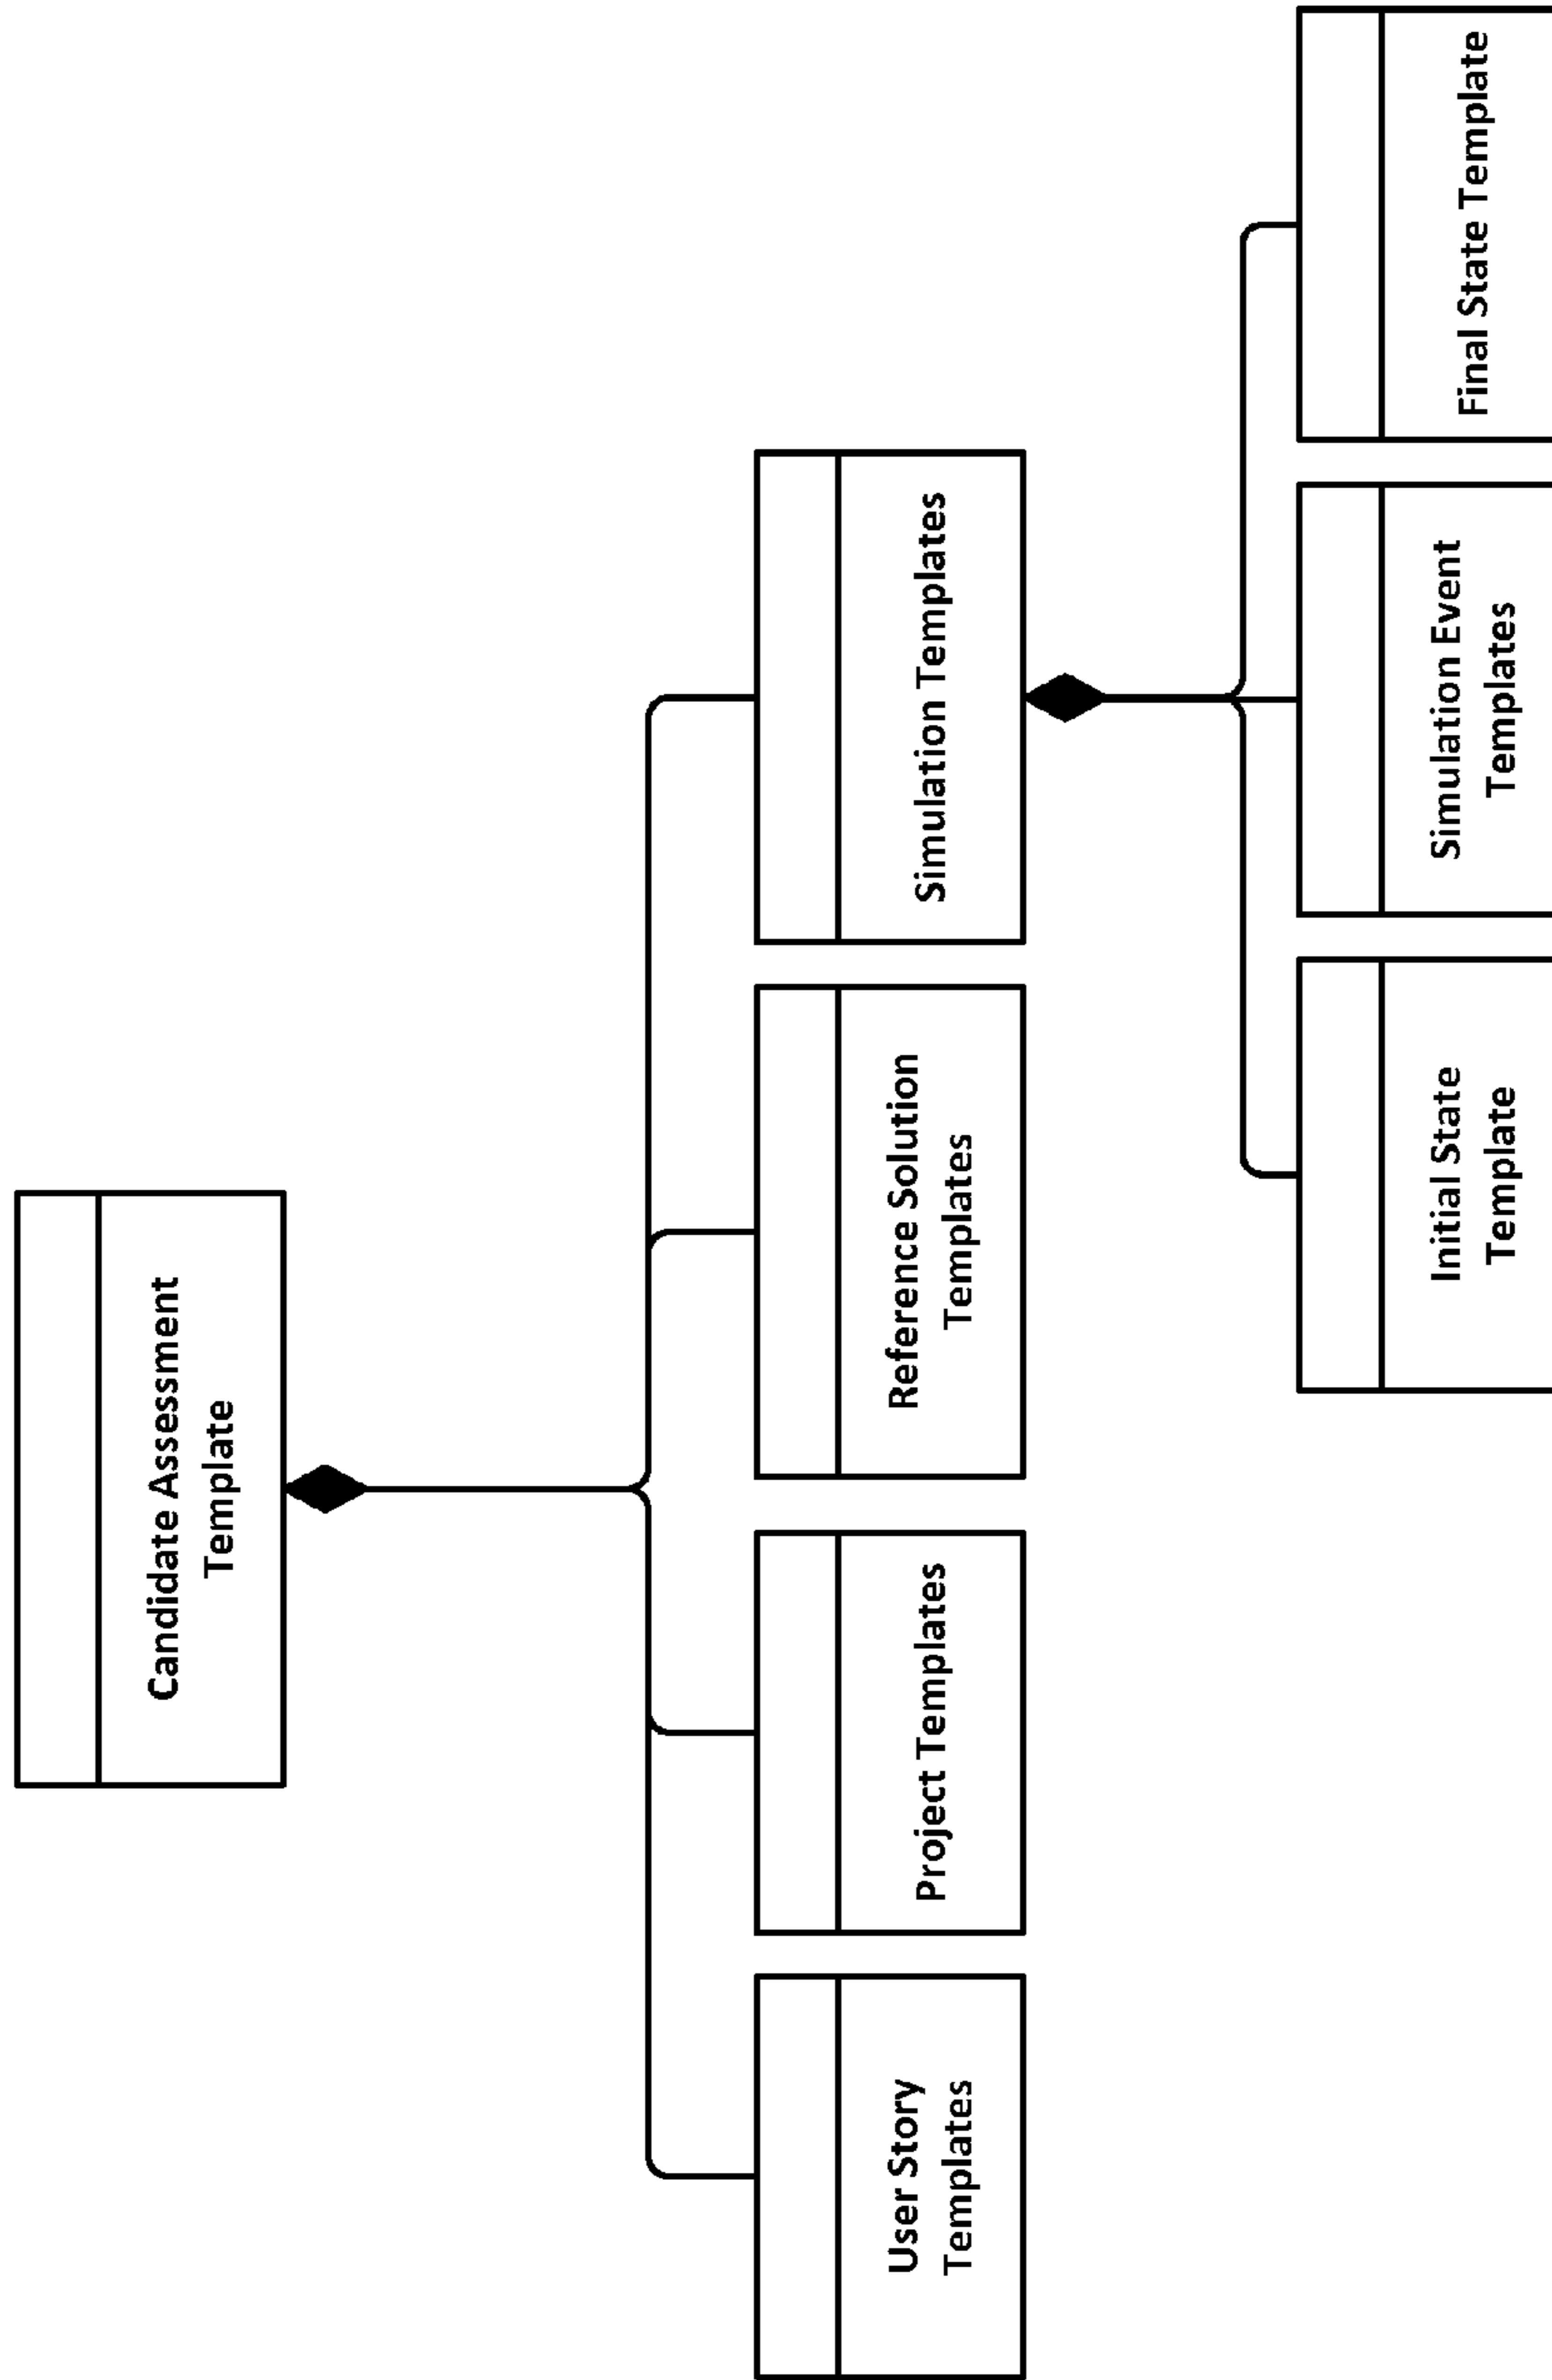 Candidate Assessment
Template
User Story
Templates
Project Templates
Reference Solution
Templates
Simulation Templates
Initial State
Template
Simulation Event
Templates
Final State Template